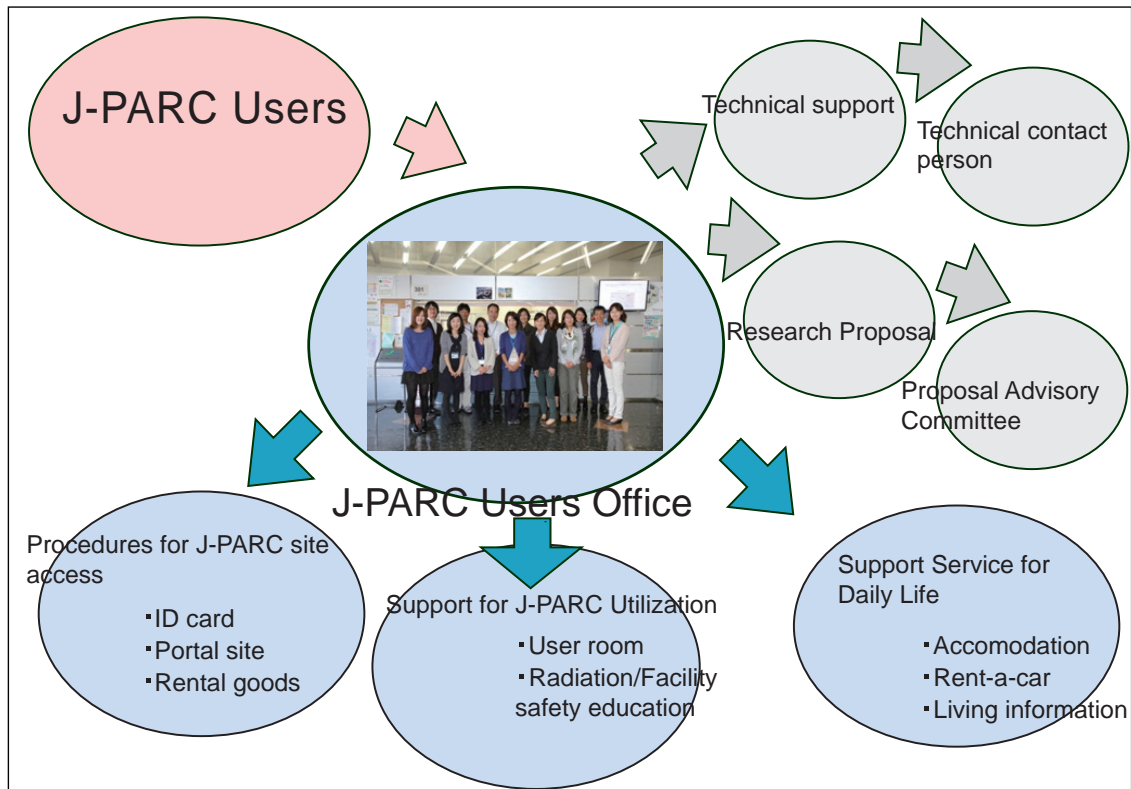 J-PARC Users
Technical support
Technical contact
person
Research Proposal
Proposal Advisory
Committee
301
J-PARC Users Office
Procedures for J-PARC site
access
・ID card
・Portal site
・Rental goods
Support for J-PARC Utilization
・User room
・Radiation/Facility
safety education
Support Service for
Daily Life
・Accomodation
・Rent-a-car
・Living information